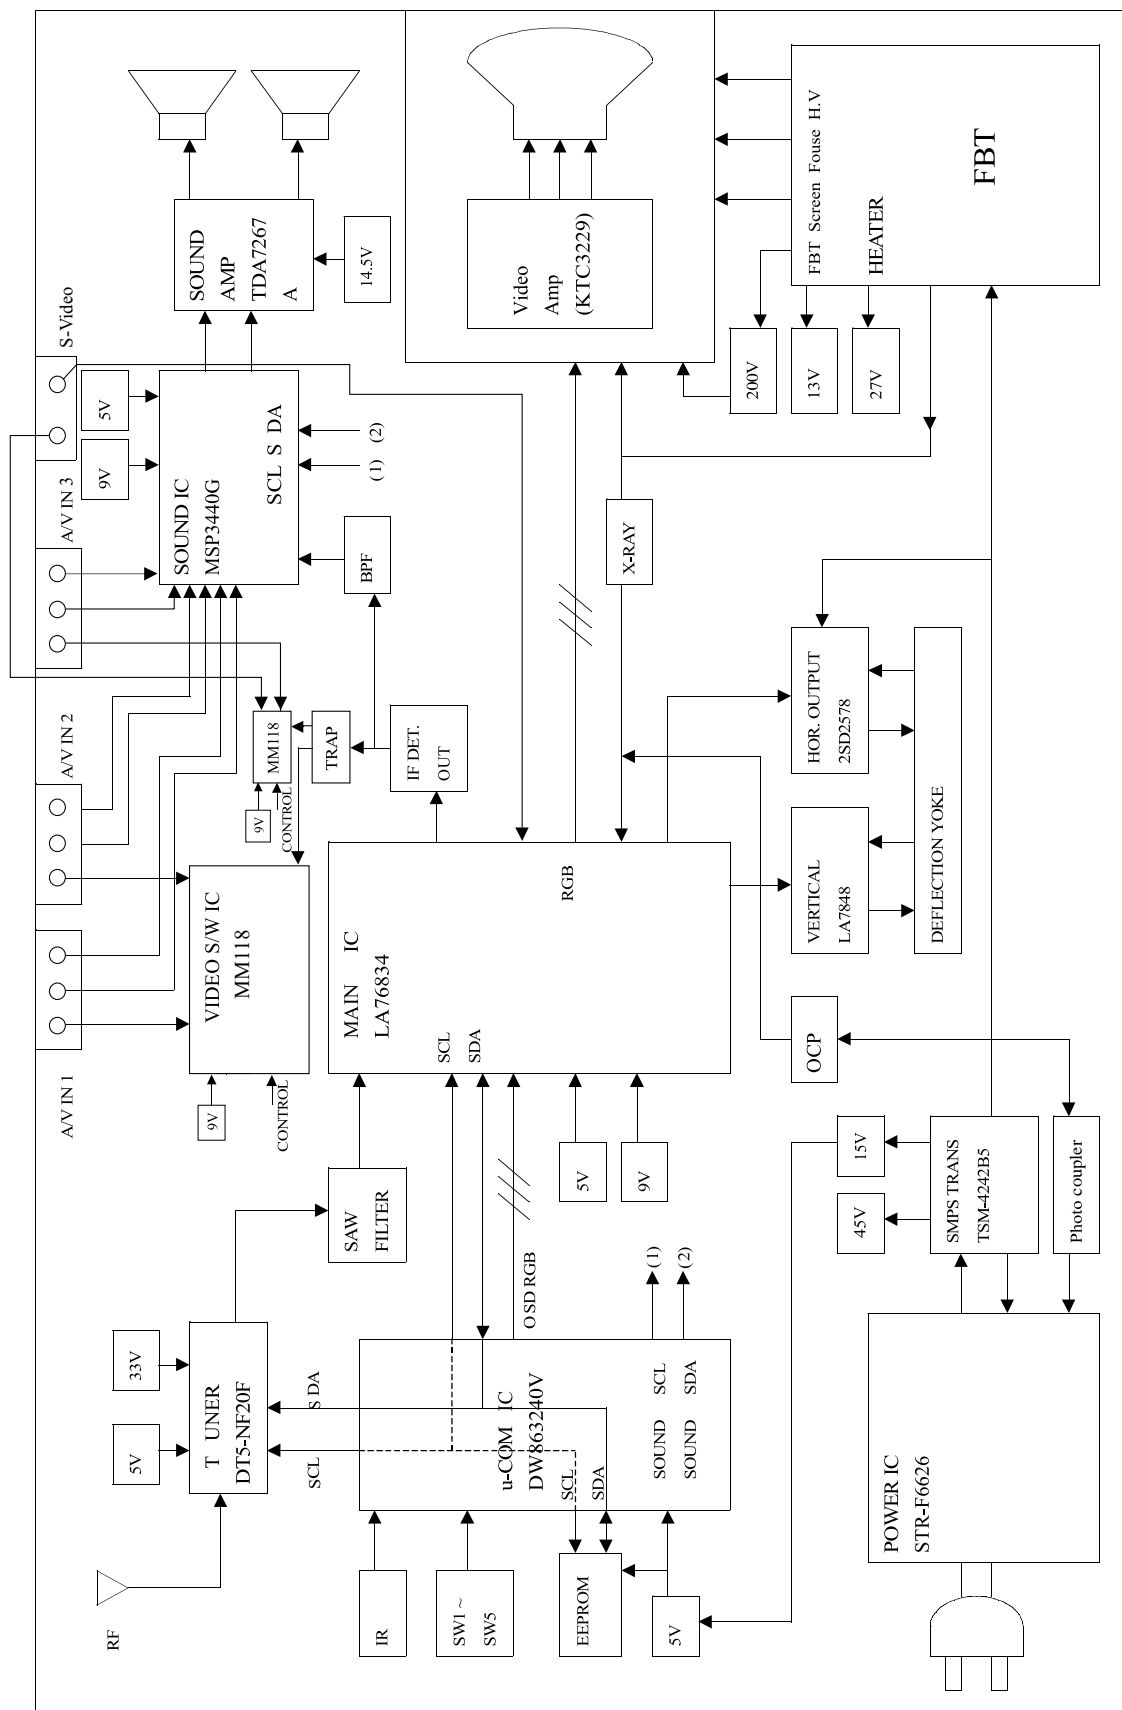 RF
5V
33V
T UNER
DT5-NF20F
SCL
S DA
IR
SW1 ~
SW5
EEPROM
5V
u-COM IC
DW863240V
SCL
SDA
SOUND SCL
SOUND SDA
(1)
(2)
OSD RGB
SAW
FILTER
5V
9V
MAIN IC
LA76834
SCL
SDA
RGB
A/V IN 1
A/V IN 2
A/V IN 3
S-Video
9V
CONTROL
VIDEO S/W IC
MM118
9V
CONTROL
MM118
TRAP
IF DET.
OUT
BPF
9V
5V
SOUND IC
MSP3440G
SCL S DA
(1)
(2)
SOUND
AMP
TDA7267
A
14.5V
Video
Amp
(KTC3229)
X-RAY
200V
13V
27V
FBT Screen Fouse H.V
HEATER
FBT
HOR. OUTPUT
2SD2578
VERTICAL
LA7848
DEFLECTION YOKE
OCP
15V
45V
SMPS TRANS
TSM-4242B5
Photo coupler
POWER IC
STR-F6626